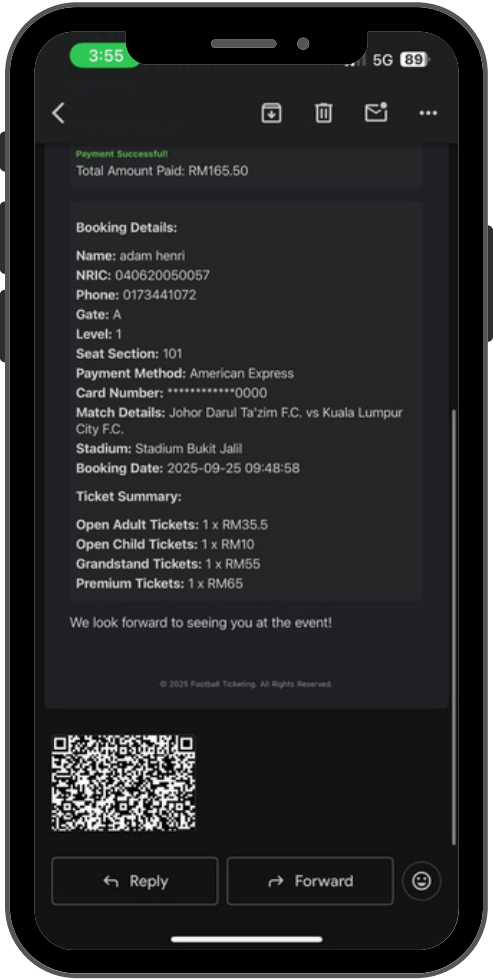 3:55
5G 89
Payment Successful!
Total Amount Paid: RM165.50
Booking Details:
Name: adam henri
NRIC: 040620050057
Phone: 0173441072
Gate: A
Level: 1
Seat Section: 101
Payment Method: American Express
Card Number: ************0000
Match Details: Johor Darul Ta'zim F.C. vs Kuala Lumpur
City F.C.
Stadium: Stadium Bukit Jalil
Booking Date: 2025-09-25 09:48:58
Ticket Summary:
Open Adult Tickets: 1 x RM35.5
Open Child Tickets: 1 x RM10
Grandstand Tickets: 1 x RM55
Premium Tickets: 1 x RM65
We look forward to seeing you at the event!
© 2025 Football Ticketing. All Rights Reserved.
Reply
Forward